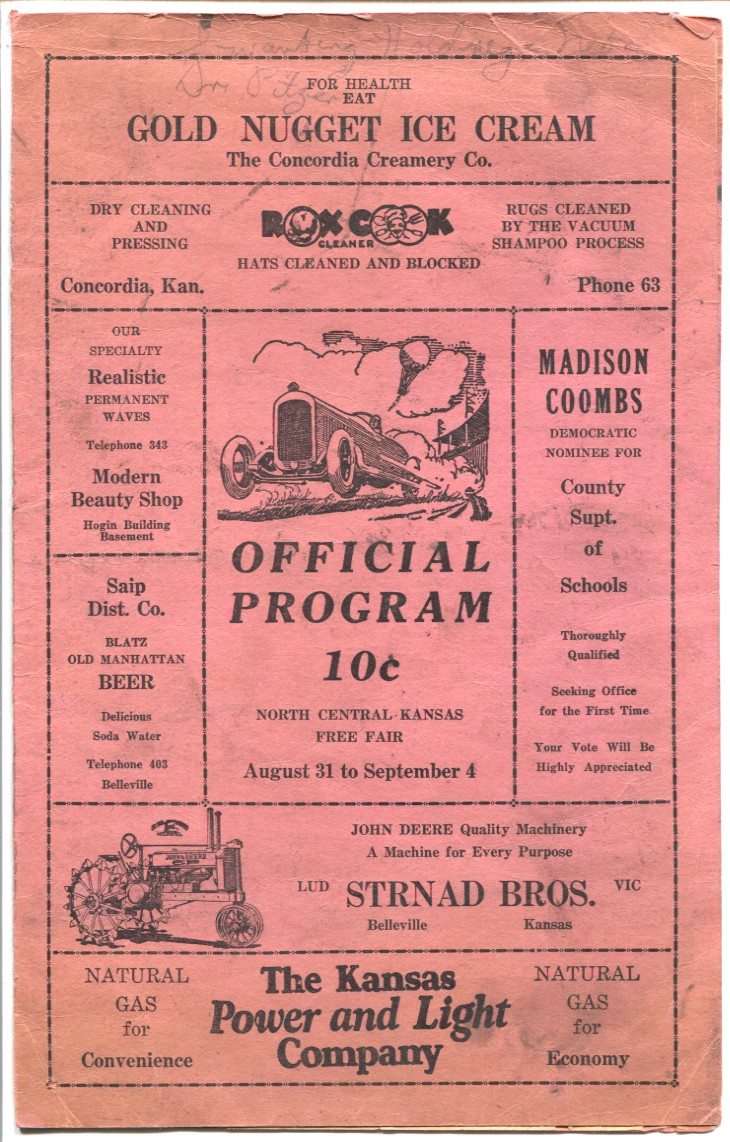 FOR HEALTH
EAT
GOLD NUGGET ICE CREAM
The Concordia Creamery Co.
DRY CLEANING
AND
PRESSING
Concordia, Kan.
ROX COOK
CLEANER
HATS CLEANED AND BLOCKED
RUGS CLEANED
BY THE VACUUM
SHAMPOO PROCESS
Phone 63
OUR
SPECIALTY
Realistic
PERMANENT
WAVES
Telephone 343
Modern
Beauty Shop
Hogin Building
Basement
Saip
Dist. Co.
BLATZ
OLD MANHATTAN
BEER
Delicious
Soda Water
Telephone 403
Belleville
OFFICIAL
PROGRAM
10c
NORTH CENTRAL KANSAS
FREE FAIR
August 31 to September 4
MADISON
COOMBS
DEMOCRATIC
NOMINEE FOR
County
Supt.
of
Schools
Thoroughly
Qualified
Seeking Office
for the First Time
Your Vote Will Be
Highly Appreciated
JOHN DEERE
JOHN DEERE Quality Machinery
A Machine for Every Purpose
LUD STRNAD BROS. VIC
Belleville Kansas
NATURAL
GAS
for
Convenience
The Kansas
Power and Light
Company
NATURAL
GAS
for
Economy